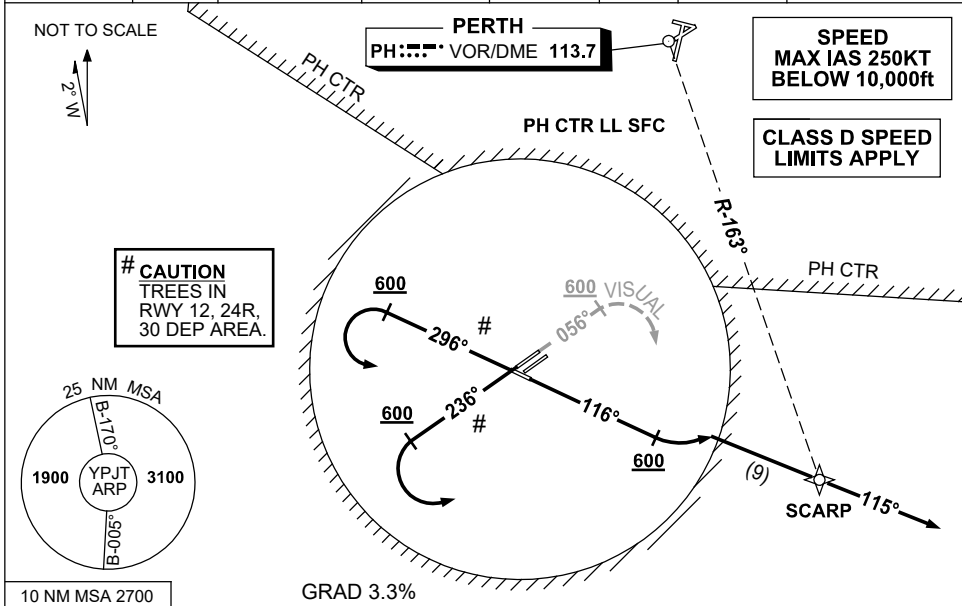 NOT TO SCALE
2° W
PERTH
PH VOR/DME 113.7
SPEED
MAX IAS 250KT
BELOW 10,000ft
CLASS D SPEED
LIMITS APPLY
PH CTR
PH CTR LL SFC
R-163°
PH CTR
# CAUTION
TREES IN
RWY 12, 24R,
30 DEP AREA.
600
296°
#
600 VISUAL
056°
600
236°
#
116°
600
(9)
SCARP
115°
25 NM MSA
B-170°
1900
YPJT
ARP
3100
B-005°
10 NM MSA 2700
GRAD 3.3%